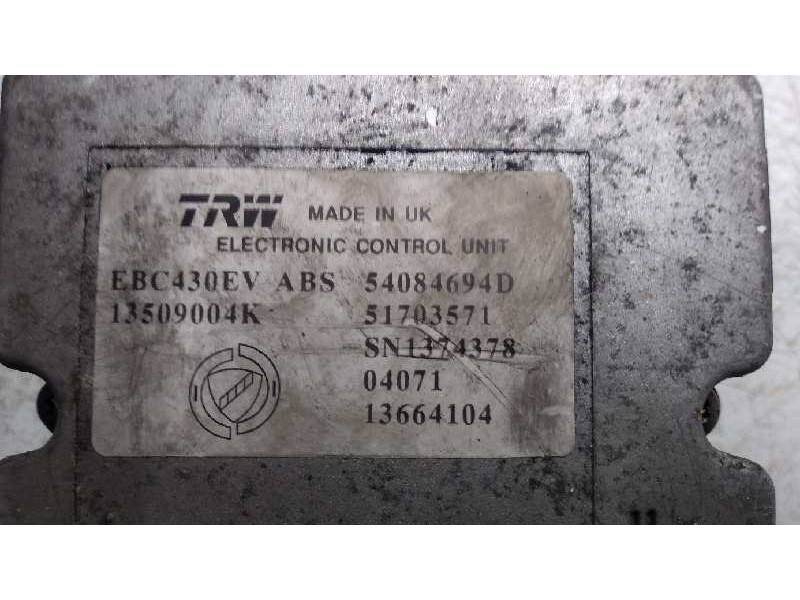 TRW MADE IN UK
ELECTRONIC CONTROL UNIT
EBC430EV ABS 54084694D
13509004K 51703571
SN1374378
04071
13664104